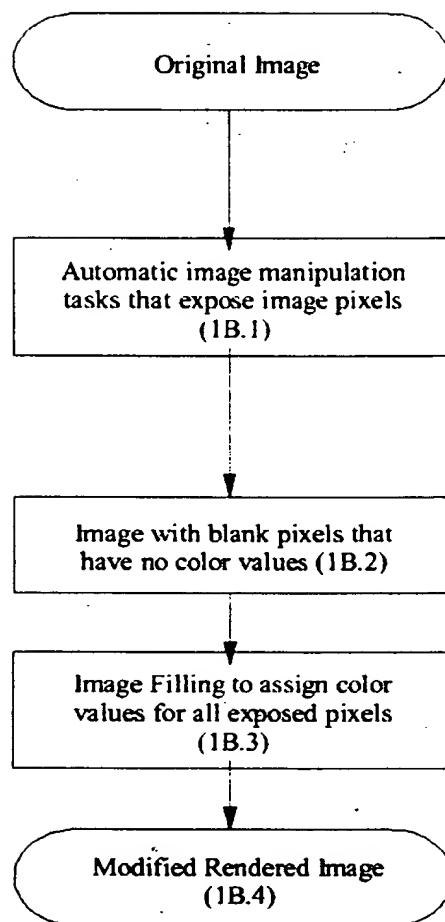 Original Image
Automatic image manipulation
tasks that expose image pixels
(1B.1)
Image with blank pixels that
have no color values (1B.2)
Image Filling to assign color
values for all exposed pixels
(1B.3)
Modified Rendered Image
(1B.4)